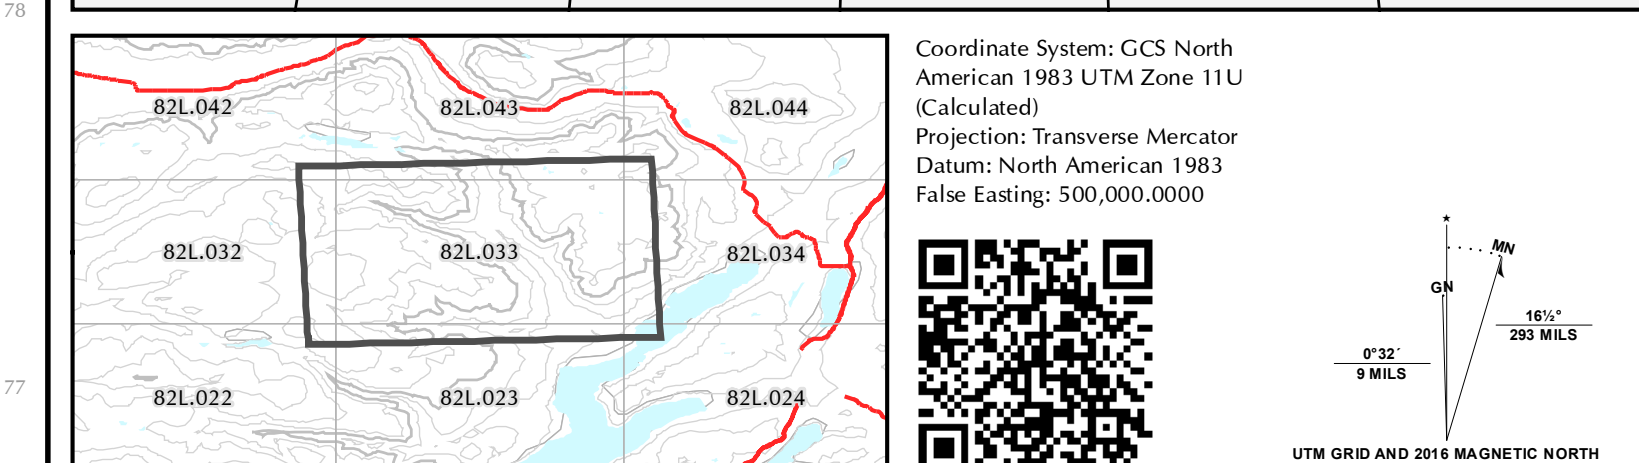 78
82L.042
82L.043
82L.044
82L.032
82L.033
82L.034
77
82L.022
82L.023
82L.024
Coordinate System: GCS North
American 1983 UTM Zone 11U
(Calculated)
Projection: Transverse Mercator
Datum: North American 1983
False Easting: 500,000.0000
MN
GN
16½°
293 MILS
0°32´
9 MILS
UTM GRID AND 2016 MAGNETIC NORTH